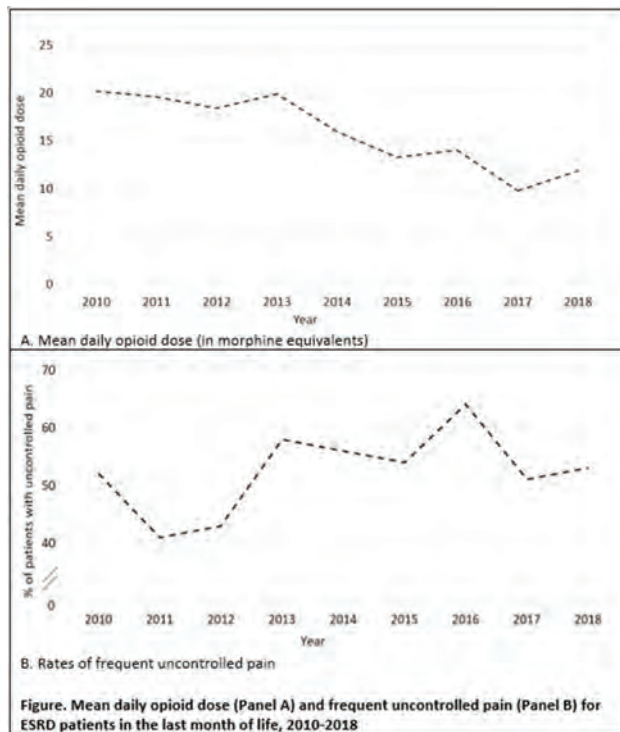 Mean daily opioid dose
25
20
15
10
5
0
2010 2011 2012 2013 2014 2015 2016 2017 2018
Year
A. Mean daily opioid dose (in morphine equivalents)
% of patients with uncontrolled pain
70
60
50
40
0
2010 2011 2012 2013 2014 2015 2016 2017 2018
Year
B. Rates of frequent uncontrolled pain
Figure. Mean daily opioid dose (Panel A) and frequent uncontrolled pain (Panel B) for
ESRD patients in the last month of life, 2010-2018